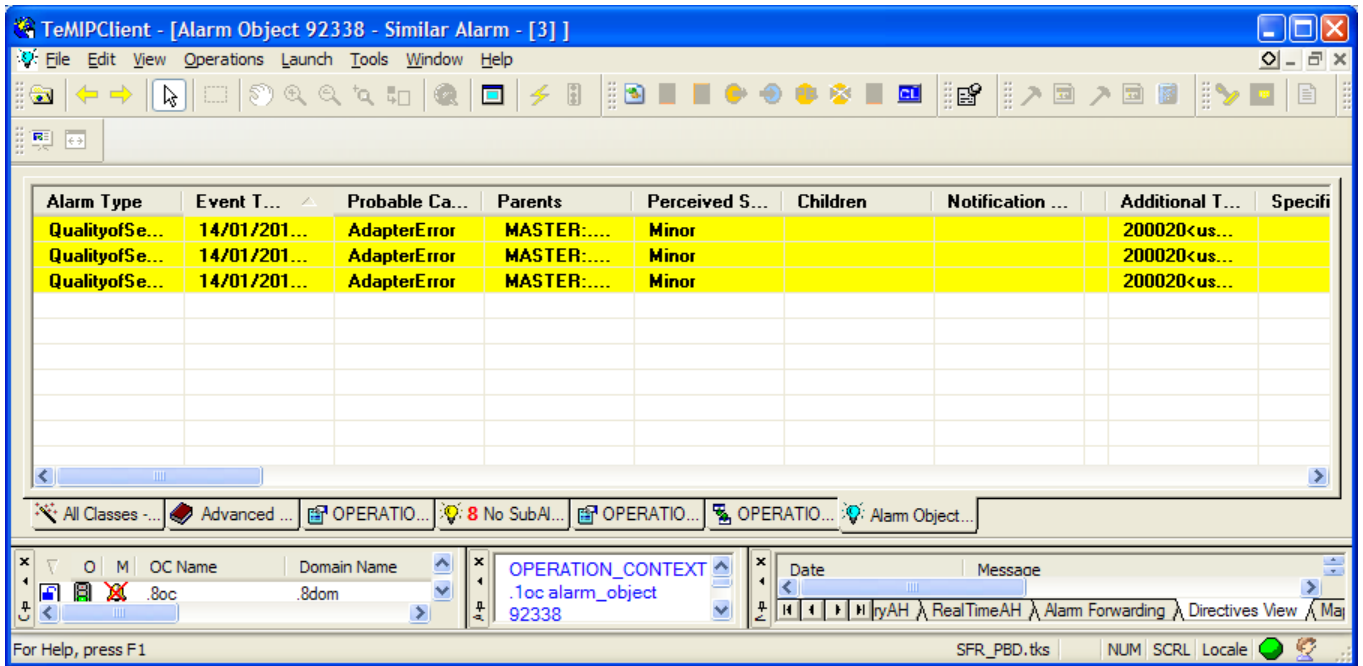 TeMIPClient - [Alarm Object 92338 - Similar Alarm - [3] ]
File Edit View Operations Launch Tools Window Help
CL
Alarm Type Event T... Probable Ca... Parents Perceived S... Children Notification ... Additional T... Specifi
QualityofSe... 14/01/201... AdapterError MASTER:.... Minor 200020<us...
QualityofSe... 14/01/201... AdapterError MASTER:.... Minor 200020<us...
QualityofSe... 14/01/201... AdapterError MASTER:.... Minor 200020<us...
All Classes -... Advanced ... OPERATIO... 8 No SubAl... OPERATIO... OPERATIO... Alarm Object...
O M OC Name Domain Name
.8oc .8dom
OPERATION_CONTEXT
.1oc alarm_object
92338
Date Message
ryAH RealTimeAH Alarm Forwarding Directives View Map
For Help, press F1 SFR_PBD.tks NUM SCRL Locale